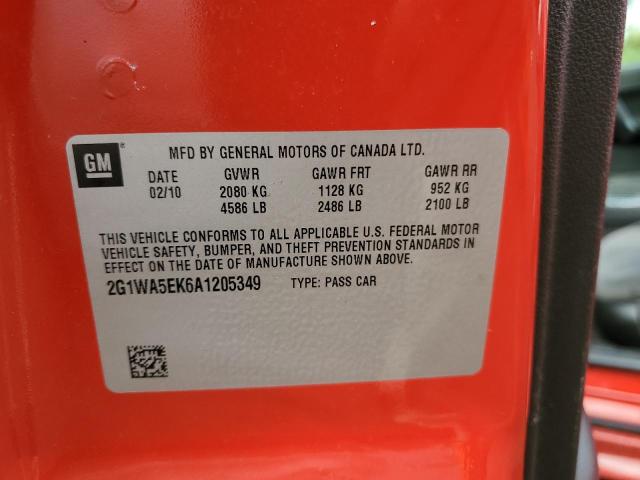 GM
MFD BY GENERAL MOTORS OF CANADA LTD.
DATE GVWR GAWR FRT GAWR RR
02/10 2080 KG 1128 KG 952 KG
4586 LB 2486 LB 2100 LB
THIS VEHICLE CONFORMS TO ALL APPLICABLE U.S. FEDERAL MOTOR
VEHICLE SAFETY, BUMPER, AND THEFT PREVENTION STANDARDS IN
EFFECT ON THE DATE OF MANUFACTURE SHOWN ABOVE.
2G1WA5EK6A1205349 TYPE: PASS CAR